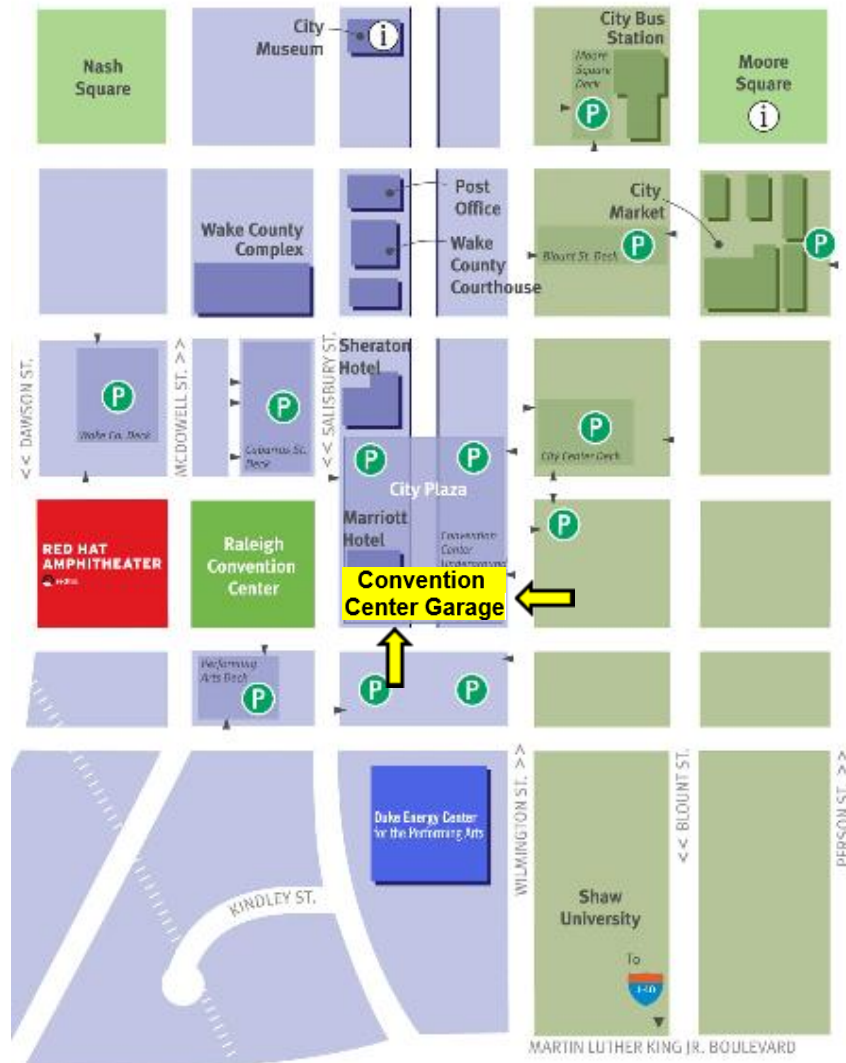 Nash
Square
City
Museum
i
City Bus
Station
Moore
Square
Deck
P
Moore
Square
i
Wake County
Complex
Post
Office
Wake
County
Courthouse
City
Market
Blount St. Deck
P
P
<< DAWSON ST.
MCDOWELL ST. >>
<< SALISBURY ST.
Sheraton
Hotel
P
Wake Co. Deck
P
Cabarrus St.
Deck
P
P
City Plaza
P
City Center Deck
P
RED HAT
AMPHITHEATER
Raleigh
Convention
Center
Marriott
Hotel
Convention
Center
Underground
Convention
Center Garage
Performing
Arts Deck
P
P
P
Duke Energy Center
for the Performing Arts
WILMINGTON ST. >>
<< BLOUNT ST.
PERSON ST. >>
KINDLEY ST.
Shaw
University
To
MARTIN LUTHER KING JR. BOULEVARD